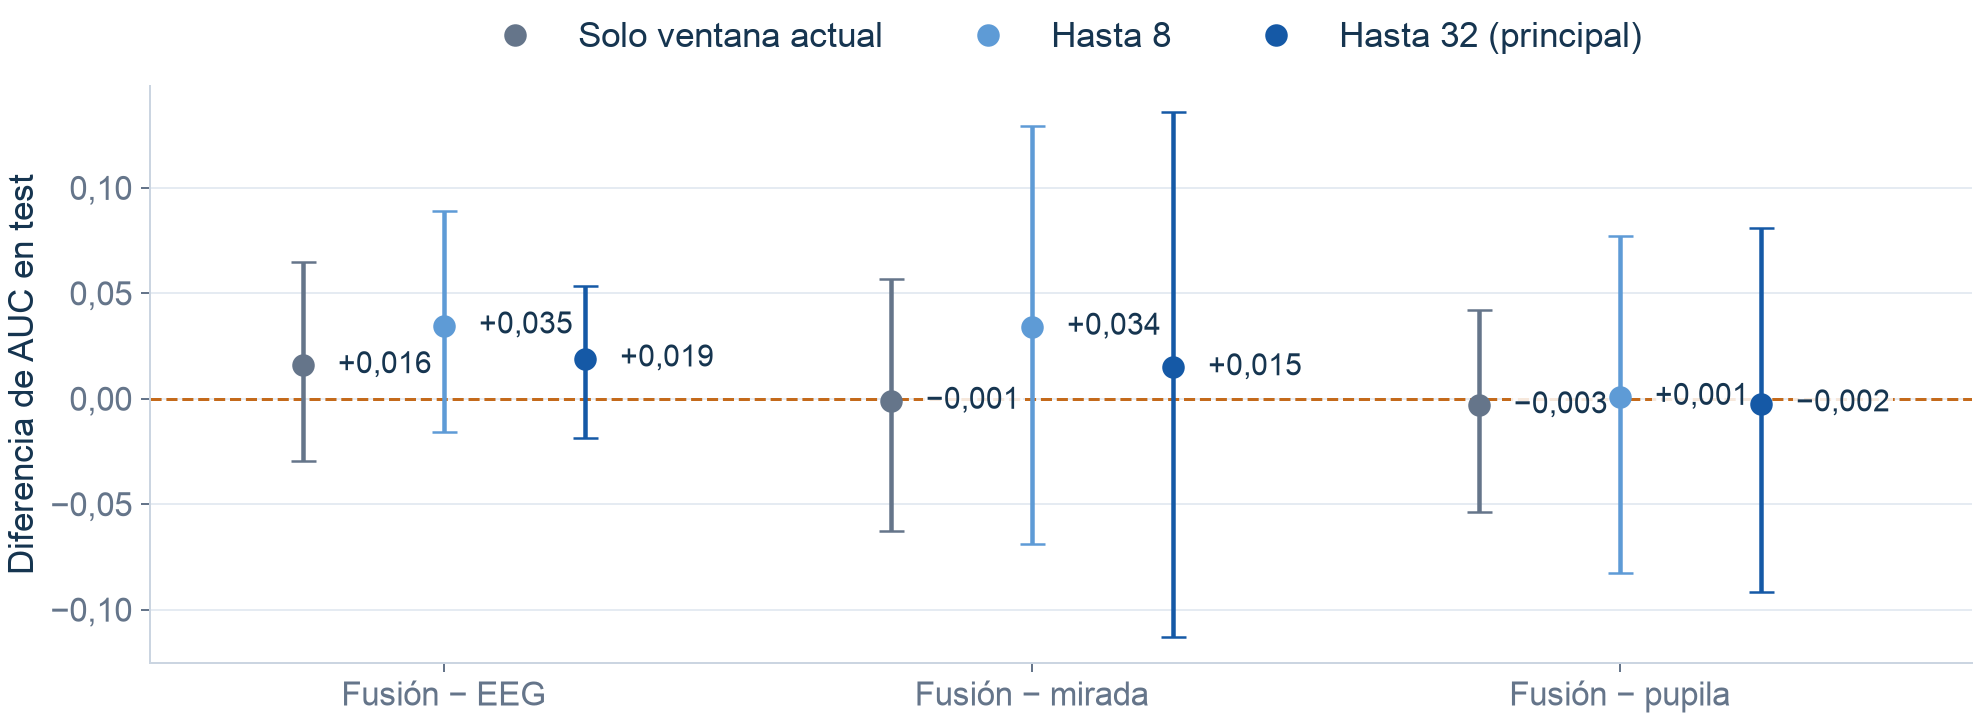 Solo ventana actual Hasta 8 Hasta 32 (principal)
Diferencia de AUC en test
0,10
0,05
0,00
−0,05
−0,10
+0,016
+0,035
+0,019
−0,001
+0,034
+0,015
−0,003
+0,001
−0,002
Fusión − EEG
Fusión − mirada
Fusión − pupila